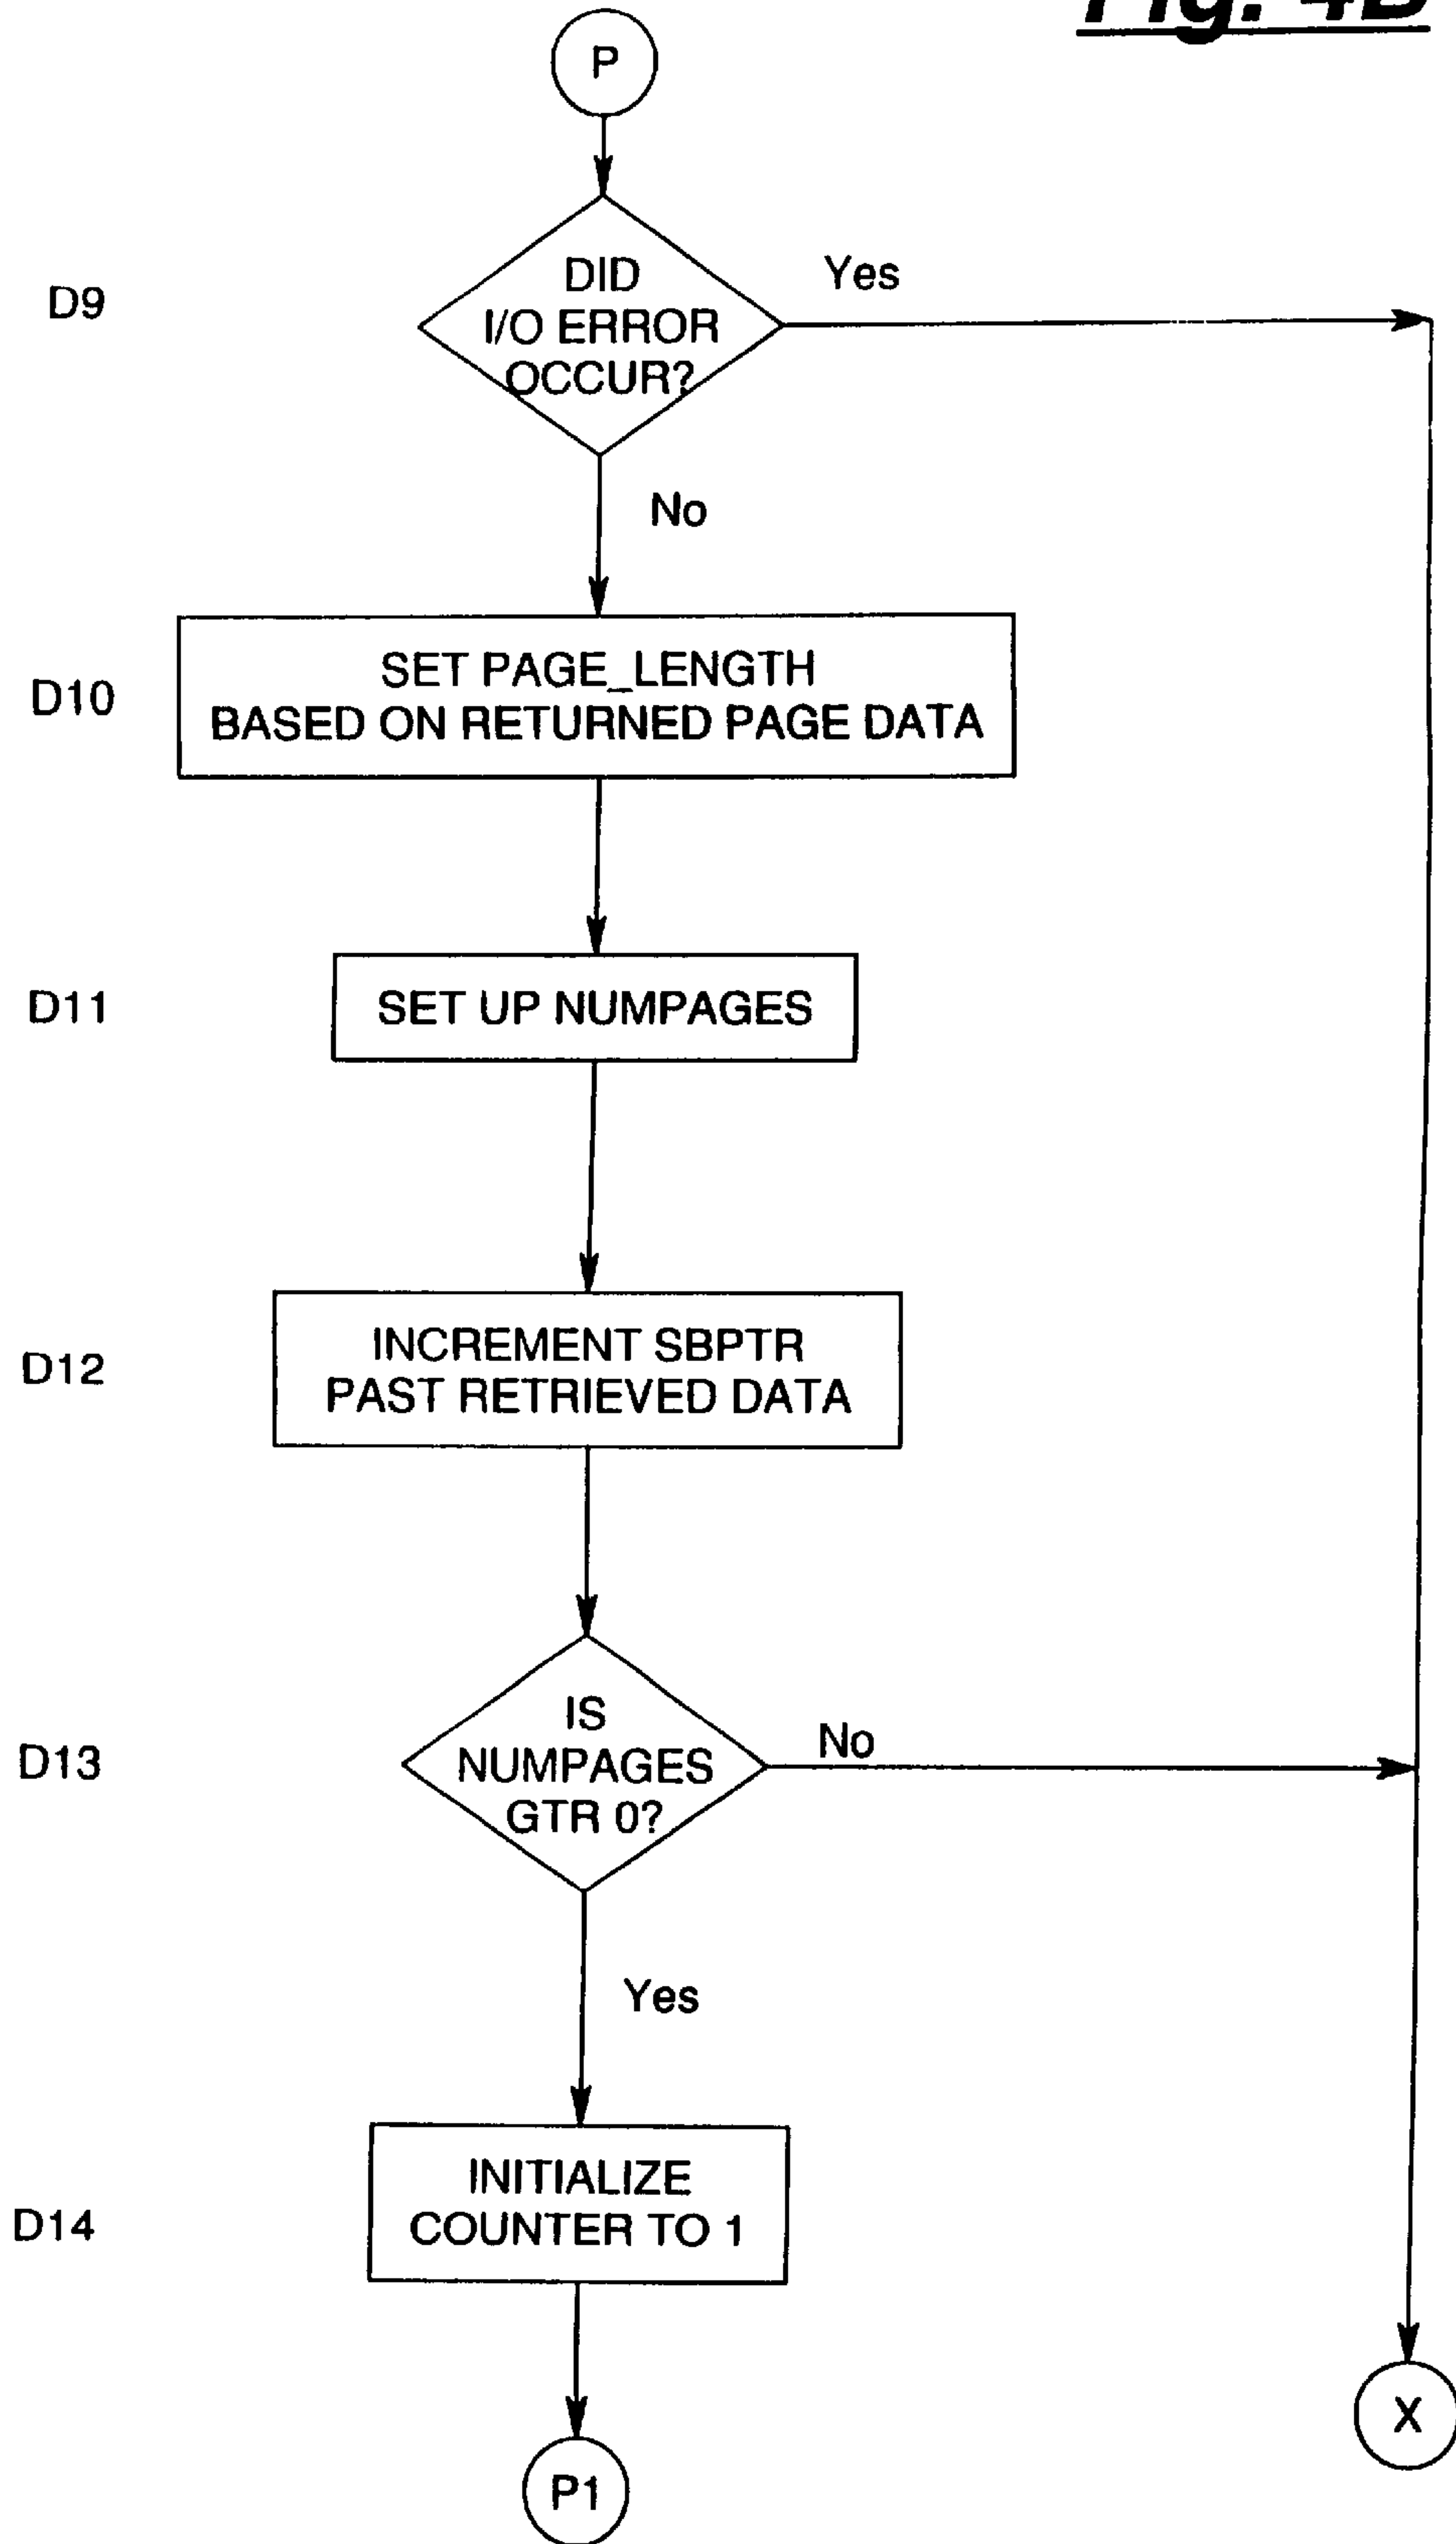 Fig. 4B
P
D9
DID
I/O ERROR
OCCUR?
Yes
No
D10
SET PAGE_LENGTH
BASED ON RETURNED PAGE DATA
D11
SET UP NUMPAGES
D12
INCREMENT SBPTR
PAST RETRIEVED DATA
D13
IS
NUMPAGES
GTR 0?
No
Yes
D14
INITIALIZE
COUNTER TO 1
X
P1